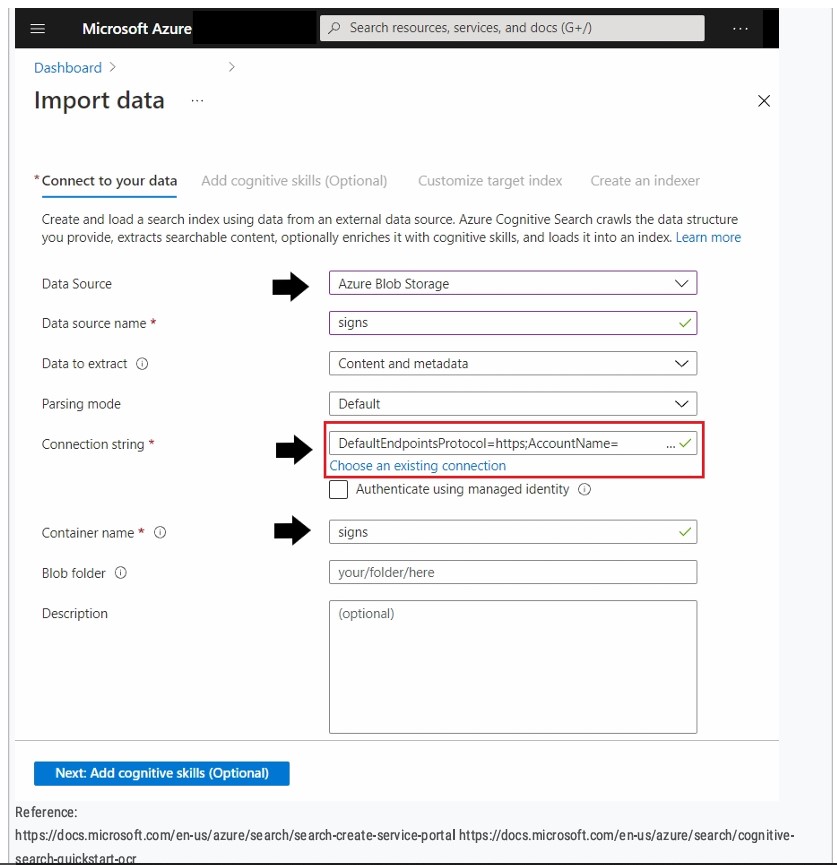 Microsoft Azure
Search resources, services, and docs (G+/)
...
Dashboard > >
Import data ...
* Connect to your data Add cognitive skills (Optional) Customize target index Create an indexer
Create and load a search index using data from an external data source. Azure Cognitive Search crawls the data structure
you provide, extracts searchable content, optionally enriches it with cognitive skills, and loads it into an index. Learn more
Data Source Azure Blob Storage
Data source name * signs
Data to extract Content and metadata
Parsing mode Default
Connection string * DefaultEndpointsProtocol=https;AccountName= ...
Choose an existing connection
Authenticate using managed identity
Container name * signs
Blob folder your/folder/here
Description (optional)
Next: Add cognitive skills (Optional)
Reference:
https://docs.microsoft.com/en-us/azure/search/search-create-service-portal https://docs.microsoft.com/en-us/azure/search/cognitive-
search-quickstart-ocr